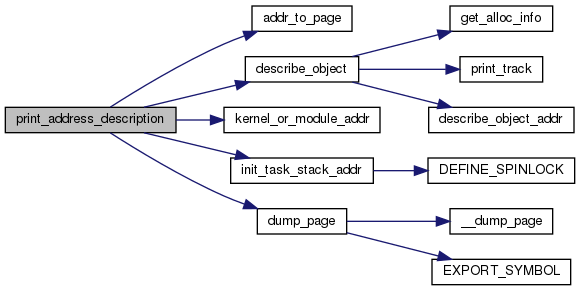 addr_to_page
get_alloc_info
describe_object
print_track
print_address_description
kernel_or_module_addr
describe_object_addr
init_task_stack_addr
DEFINE_SPINLOCK
dump_page
__dump_page
EXPORT_SYMBOL